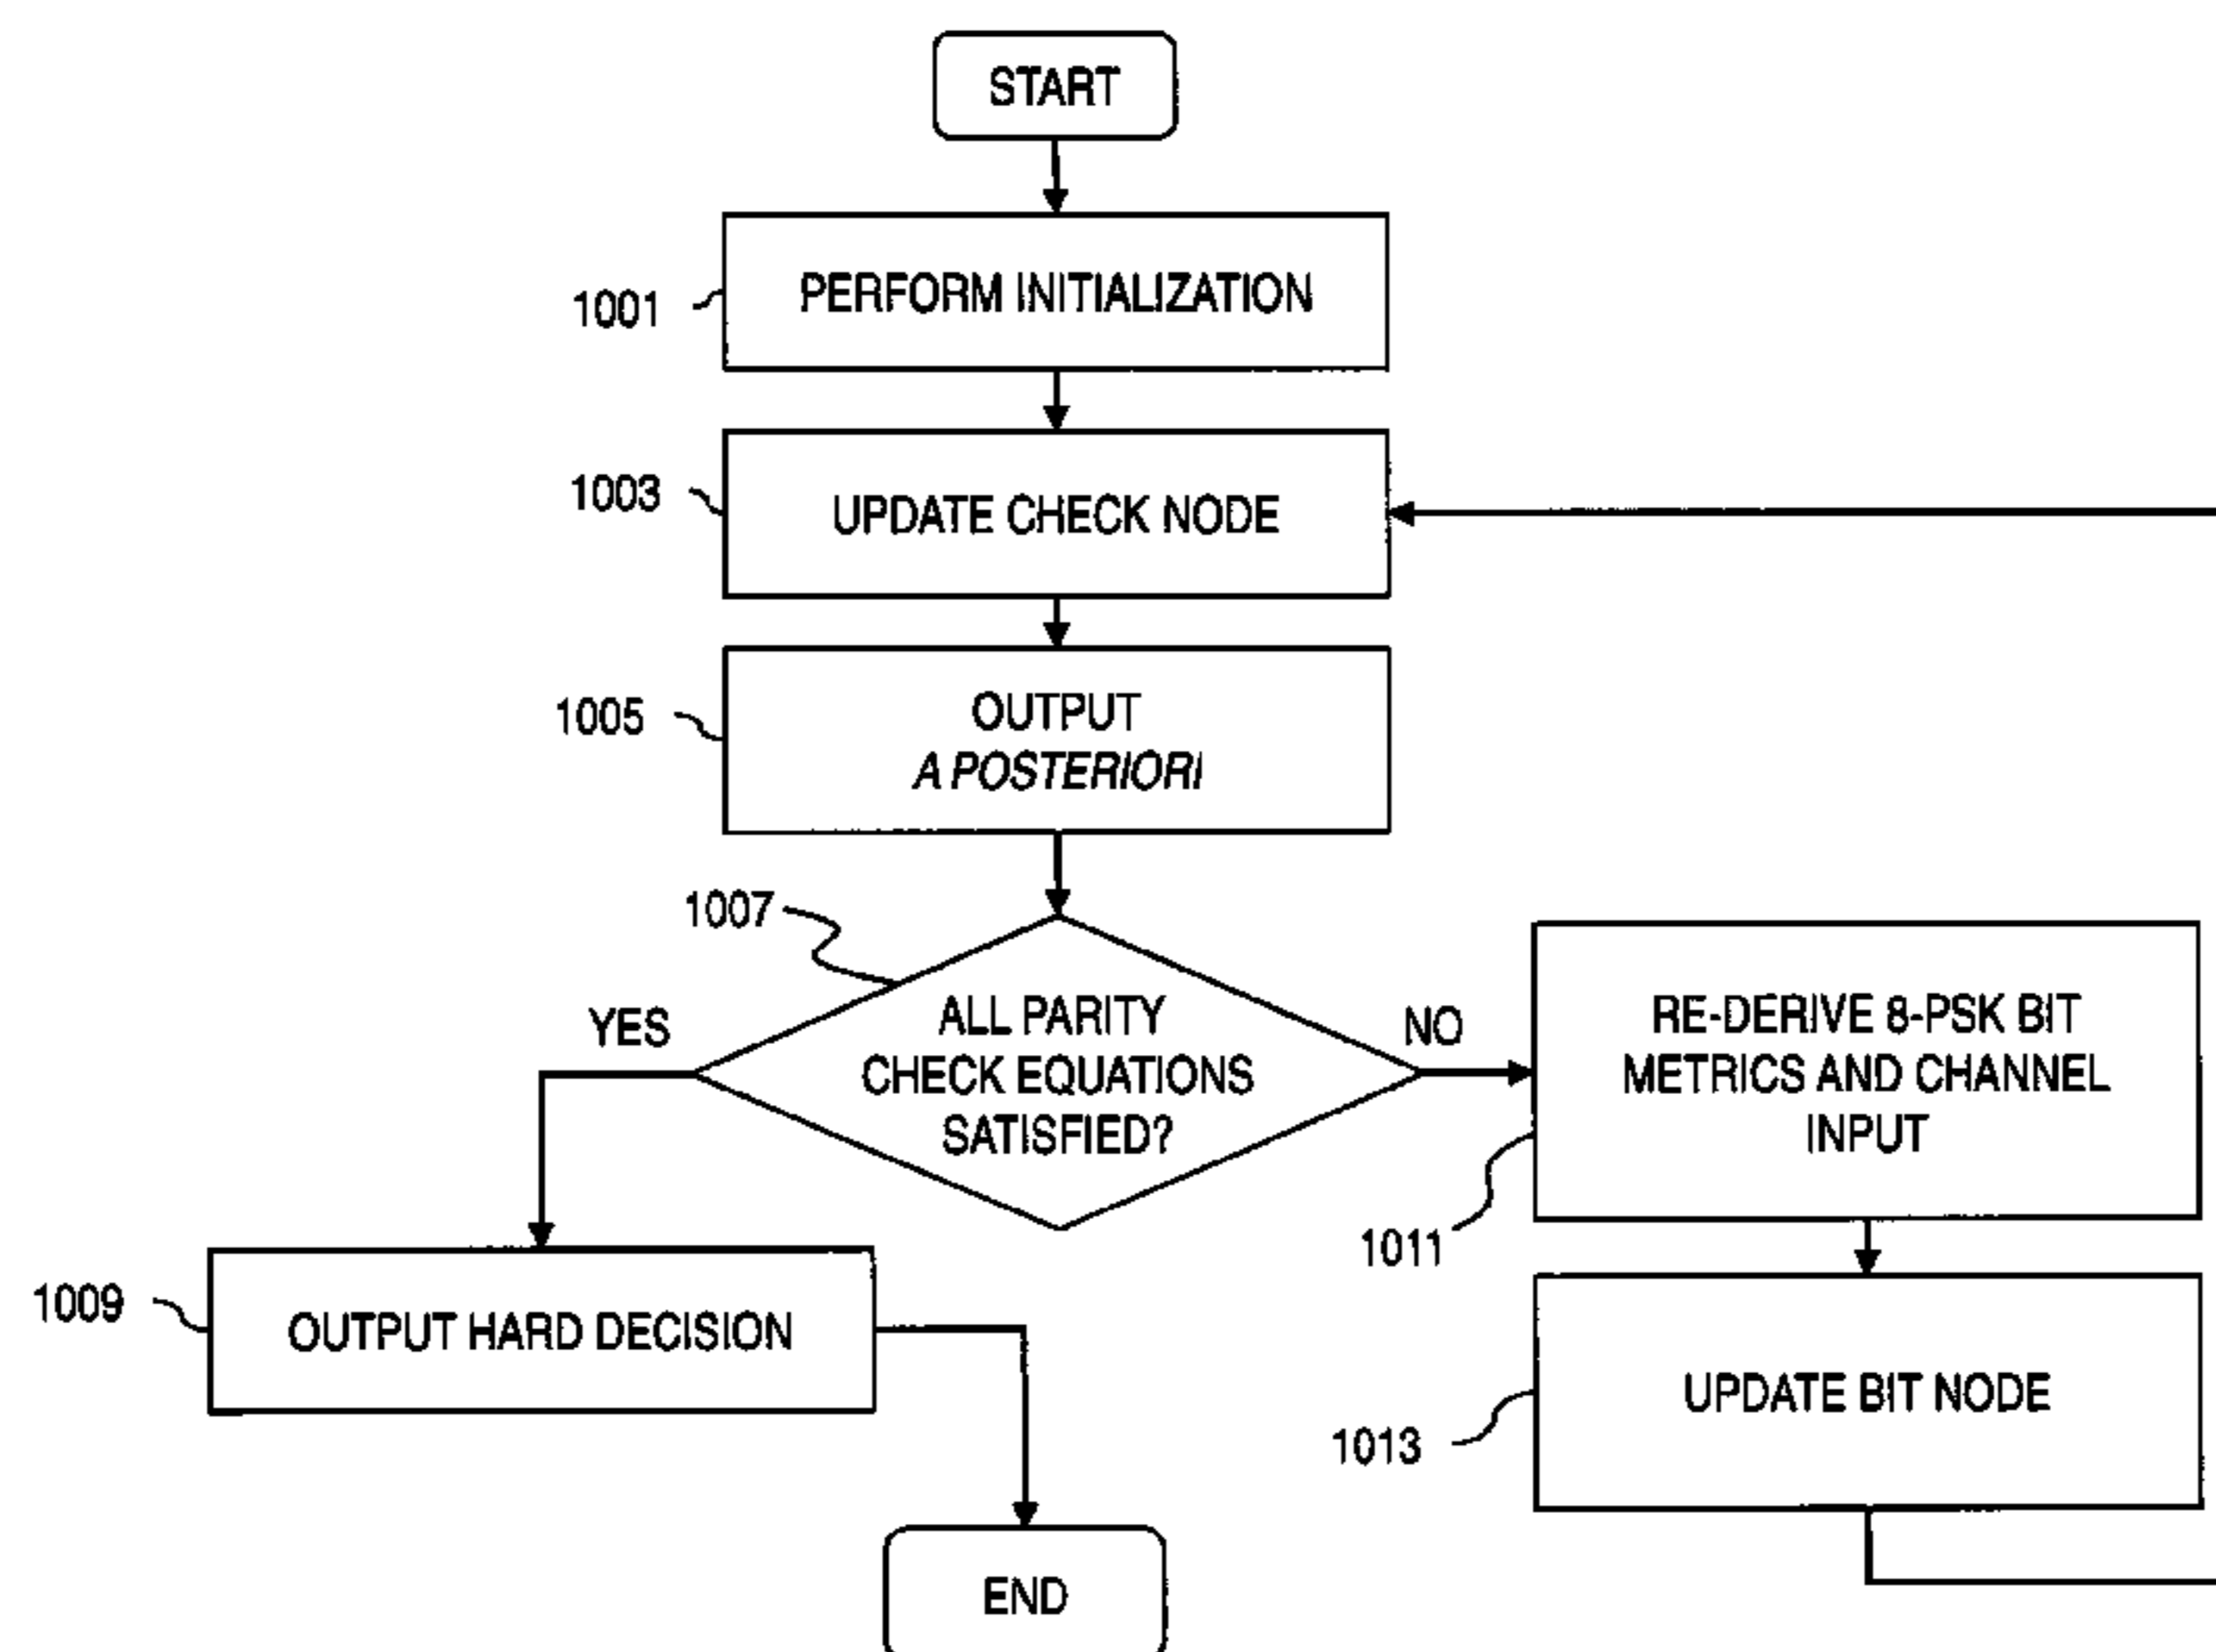 START
1001
PERFORM INITIALIZATION
1003
UPDATE CHECK NODE
1005
OUTPUT
A POSTERIORI
1007
YES
ALL PARITY
CHECK EQUATIONS
SATISFIED?
NO
RE-DERIVE 8-PSK BIT
METRICS AND CHANNEL
INPUT
1011
1009
OUTPUT HARD DECISION
1013
UPDATE BIT NODE
END